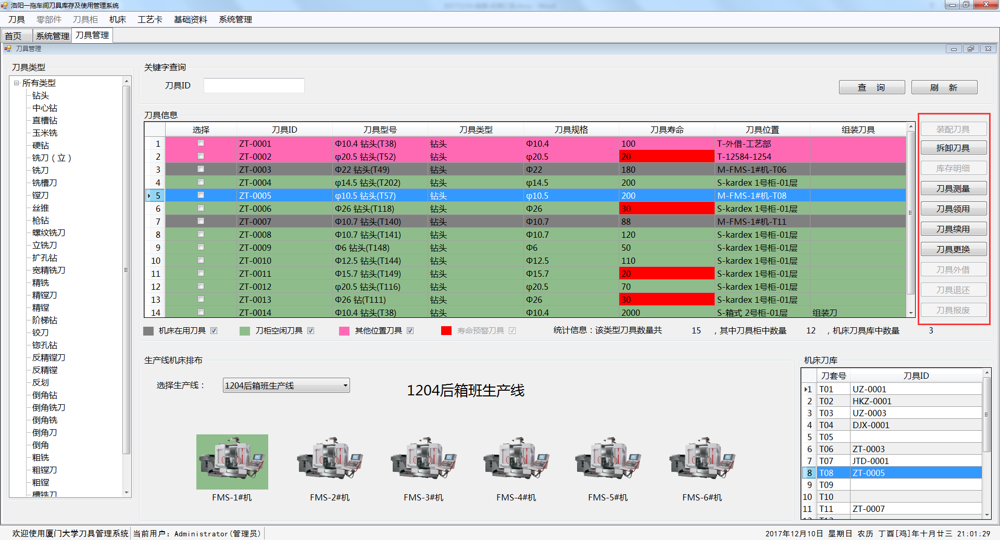 洛阳一拖车间刀具库存及使用管理系统
刀具 零部件 刀具柜 机床 工艺卡 基础资料 系统管理
首页 系统管理 刀具管理
刀具管理
刀具类型
所有类型
钻头
中心钻
直槽钻
玉米铣
硬钻
铣刀（立）
铣刀
铣槽刀
镗刀
丝锥
枪钻
螺纹铣刀
立铣刀
扩孔钻
宽精铣刀
精铣
精镗刀
精镗
阶梯钻
铰刀
锪孔钻
反精镗刀
反精镗
反划
倒角钻
倒角铣刀
倒角铣
倒角刀
倒角
粗铣
粗镗刀
粗镗
槽铣刀
关键字查询
刀具ID
查 询 刷 新
刀具信息
选择 刀具ID 刀具型号 刀具类型 刀具规格 刀具寿命 刀具位置 组装刀具
1 ZT-0001 Φ10.4 钻头(T38) 钻头 Φ10.4 100 T-外借-工艺部
2 ZT-0002 φ20.5 钻头(T52) 钻头 φ20.5 20 T-12584-1254
3 ZT-0003 Φ22 钻头(T49) 钻头 Φ22 180 M-FMS-1#机-T06
4 ZT-0004 φ14.5 钻头(T202) 钻头 φ14.5 200 S-kardex 1号柜-01层
5 ZT-0005 φ10.5 钻头(T57) 钻头 φ10.5 200 M-FMS-1#机-T08
6 ZT-0006 Φ26 钻头(T118) 钻头 Φ26 30 S-kardex 1号柜-01层
7 ZT-0007 Φ10.7 钻头(T140) 钻头 Φ10.7 88 M-FMS-1#机-T11
8 ZT-0008 Φ10.7 钻头(T141) 钻头 Φ10.7 120 S-kardex 1号柜-01层
9 ZT-0009 Φ6 钻头(T148) 钻头 Φ6 50 S-kardex 1号柜-01层
10 ZT-0010 Φ12.5 钻头(T144) 钻头 Φ12.5 110 S-kardex 1号柜-01层
11 ZT-0011 Φ15.7 钻头(T149) 钻头 Φ15.7 20 S-kardex 1号柜-01层
12 ZT-0012 φ20.5 钻头(T116) 钻头 φ20.5 70 S-kardex 1号柜-01层
13 ZT-0013 Φ26 钻(T111) 钻头 Φ26 30 S-kardex 1号柜-01层
14 ZT-0014 Φ10.4 钻头(T38) 钻头 Φ10.4 2000 S-箱式 2号柜-01层 组装刀
装配刀具
拆卸刀具
库存明细
刀具测量
刀具领用
刀具续用
刀具更换
刀具外借
刀具退还
刀具报废
机床在用刀具 刀柜空闲刀具 其他位置刀具 寿命预警刀具 统计信息：该类型刀具数量共 15 ，其中刀具柜中数量 12 ，机床刀具库中数量 3
生产线机床排布
选择生产线： 1204后箱班生产线
1204后箱班生产线
FMS-1#机 FMS-2#机 FMS-3#机 FMS-4#机 FMS-5#机 FMS-6#机
机床刀库
刀套号 刀具ID
1 T01 UZ-0001
2 T02 HKZ-0001
3 T03 UZ-0003
4 T04 DJX-0001
5 T05
6 T06 ZT-0003
7 T07 JTD-0001
8 T08 ZT-0005
9 T09
10 T10
11 T11 ZT-0007
欢迎使用厦门大学刀具管理系统 当前用户：Administrator(管理员) 2017年12月10日 星期日 农历 丁酉[鸡]年十月廿三 21:01:29